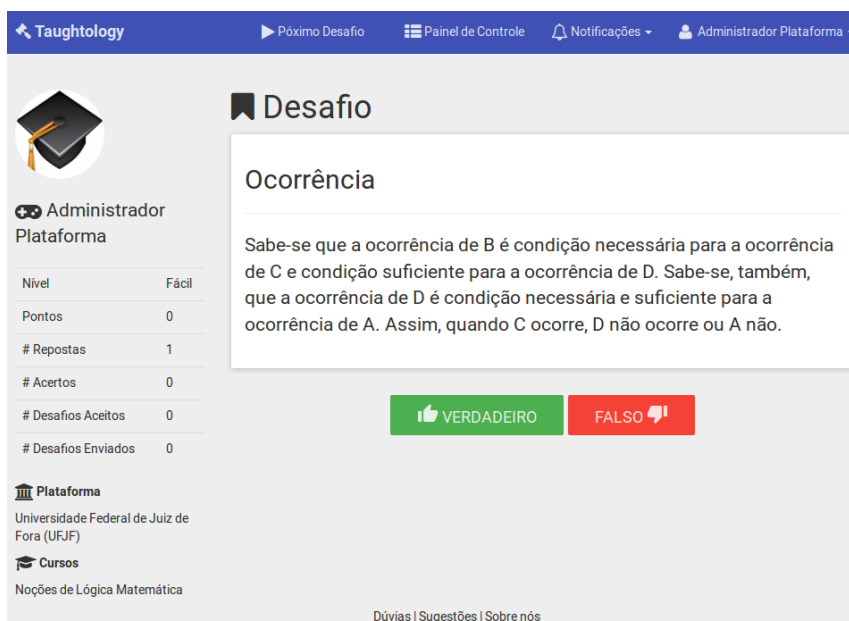 Taughtology
Póximo Desafio
Painel de Controle
Notificações
Administrador Plataforma
Administrador
Plataforma
Nível Fácil
Pontos 0
# Repostas 1
# Acertos 0
# Desafios Aceitos 0
# Desafios Enviados 0
Plataforma
Universidade Federal de Juiz de
Fora (UFJF)
Cursos
Noções de Lógica Matemática
Desafio
Ocorrência
Sabe-se que a ocorrência de B é condição necessária para a ocorrência
de C e condição suficiente para a ocorrência de D. Sabe-se, também,
que a ocorrência de D é condição necessária e suficiente para a
ocorrência de A. Assim, quando C ocorre, D não ocorre ou A não.
VERDADEIRO
FALSO
Dúvias | Sugestões | Sobre nós